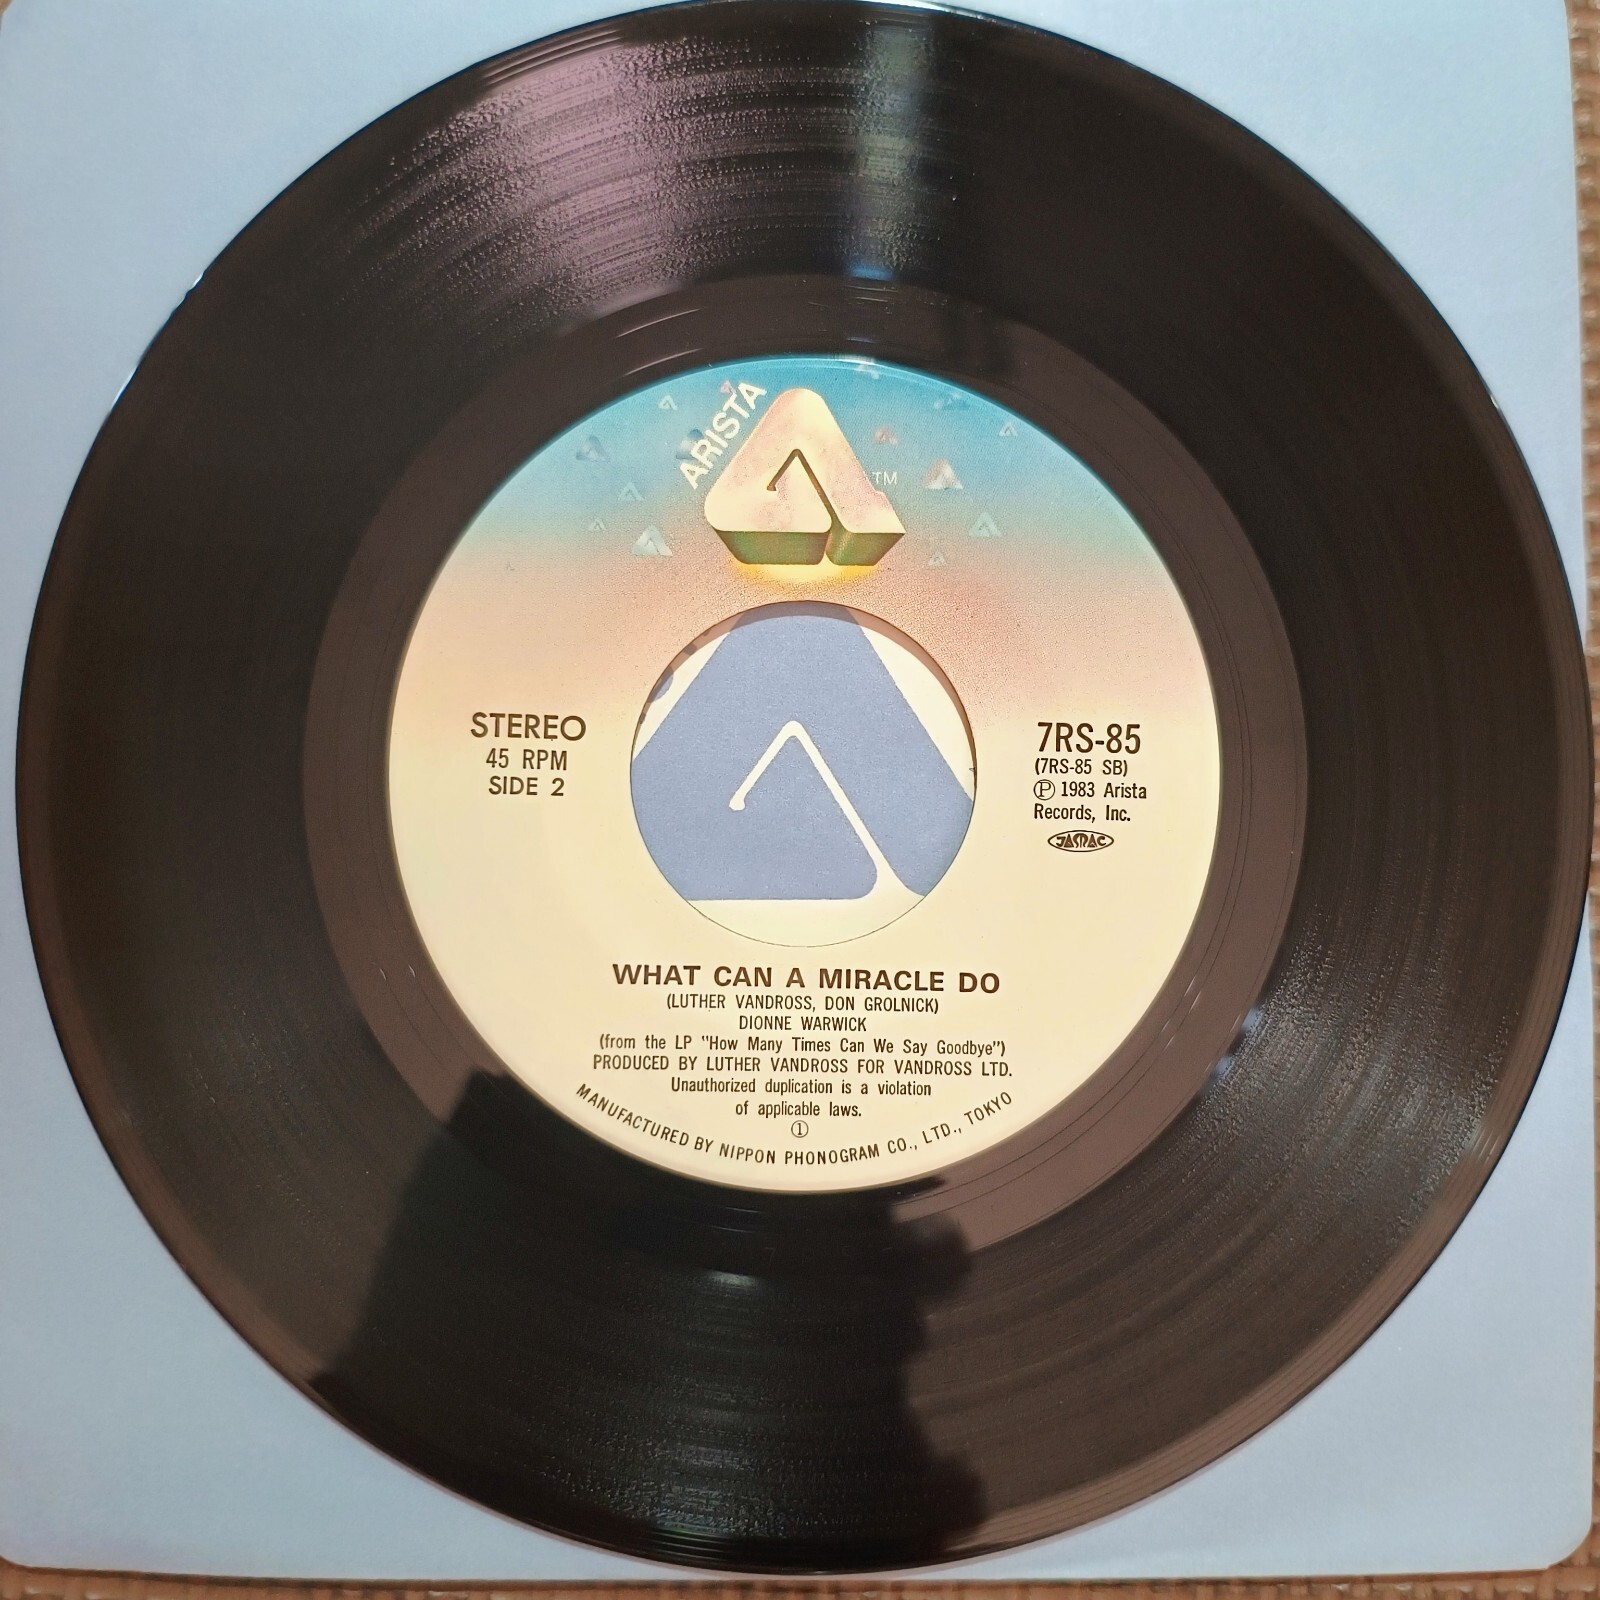 ARISTA
TM
STEREO
45 RPM
SIDE 2
7RS-85
(7RS-85 SB)
Ⓟ 1983 Arista
Records, Inc.
JASRAC
WHAT CAN A MIRACLE DO
(LUTHER VANDROSS, DON GROLNICK)
DIONNE WARWICK
(from the LP "How Many Times Can We Say Goodbye")
PRODUCED BY LUTHER VANDROSS FOR VANDROSS LTD.
Unauthorized duplication is a violation
of applicable laws.
①
MANUFACTURED BY NIPPON PHONOGRAM CO., LTD., TOKYO